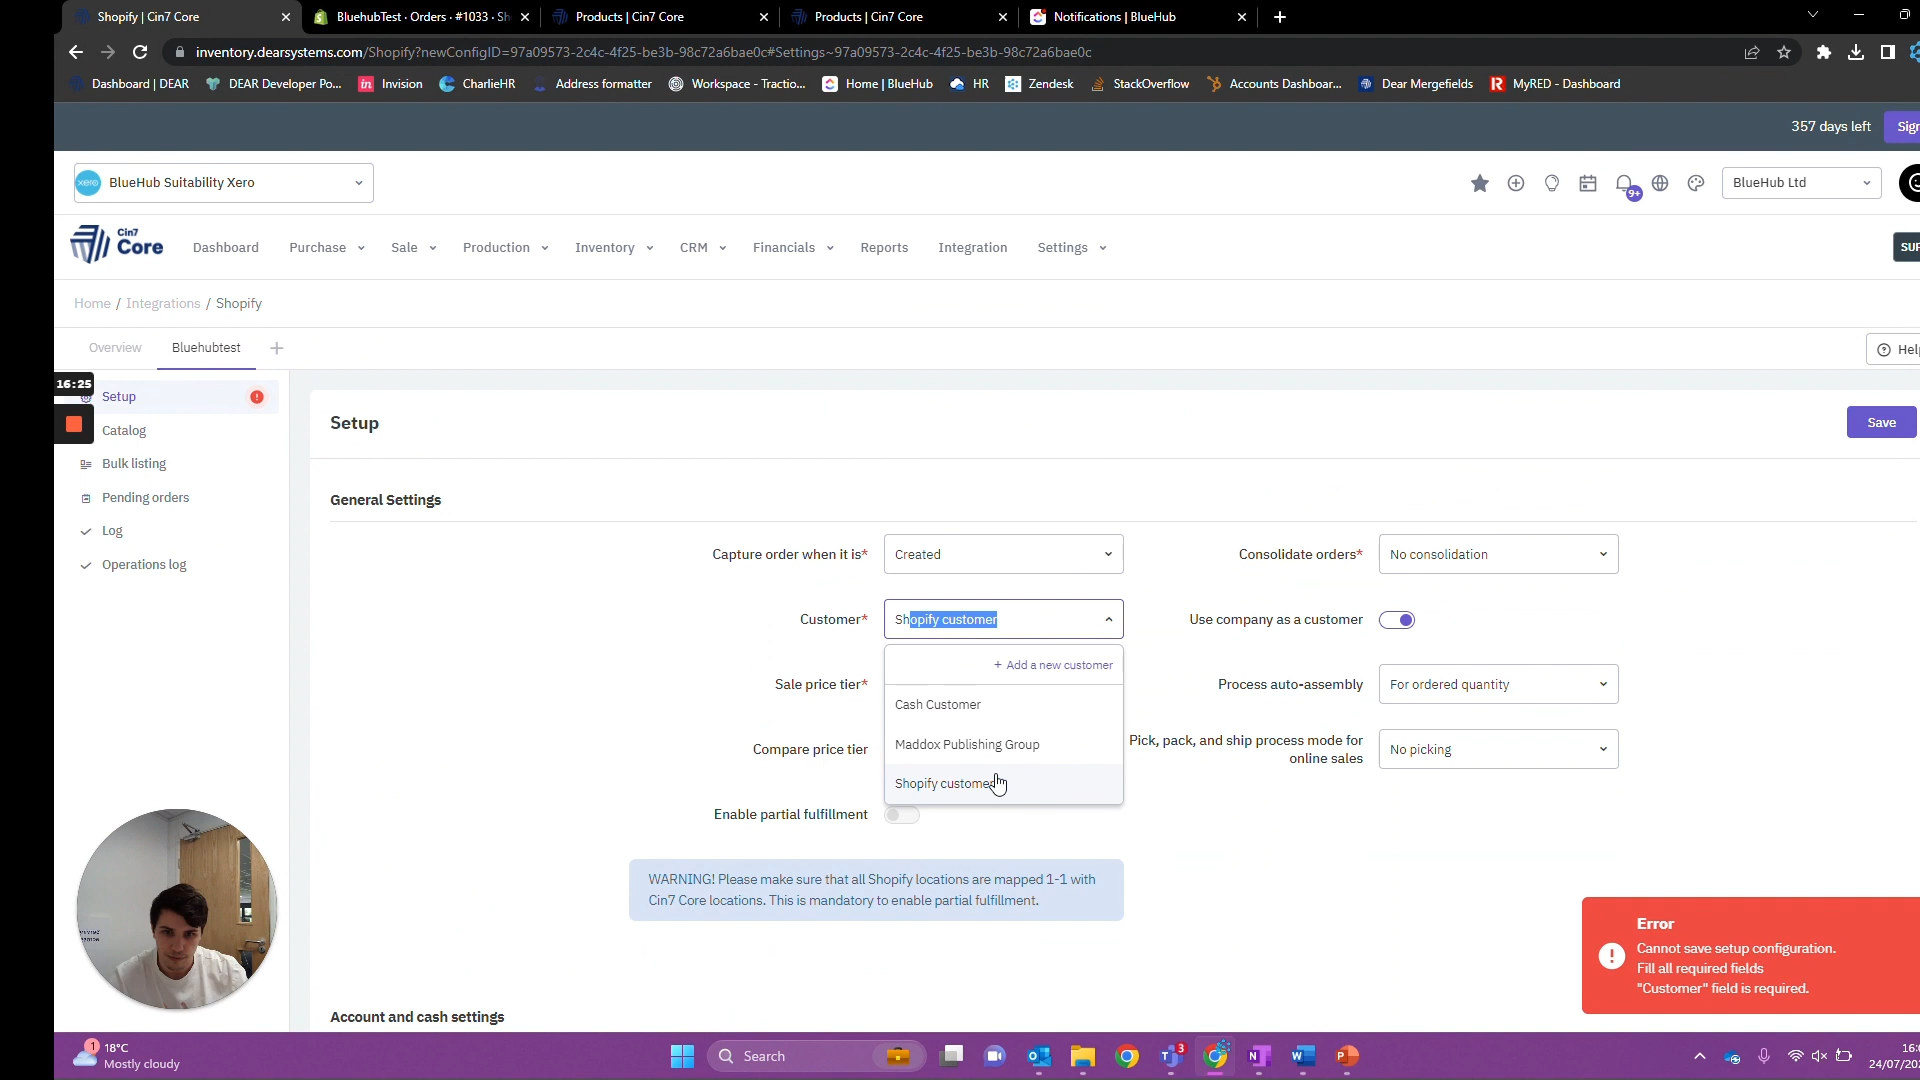 Shopify | Cin7 Core
BluehubTest · Orders · #1033 · Sh
Products | Cin7 Core
Products | Cin7 Core
Notifications | BlueHub
inventory.dearsystems.com/Shopify?newConfigID=97a09573-2c4c-4f25-be3b-98c72a6bae0c#Settings~97a09573-2c4c-4f25-be3b-98c72a6bae0c
Dashboard | DEAR
DEAR Developer Po...
in
Invision
CharlieHR
Address formatter
Workspace - Tractio...
Home | BlueHub
HR
Zendesk
StackOverflow
Accounts Dashboar...
Dear Mergefields
R
MyRED - Dashboard
357 days left
Sig
xero
BlueHub Suitability Xero
9+
BlueHub Ltd
Cin7
Core
Dashboard
Purchase
Sale
Production
Inventory
CRM
Financials
Reports
Integration
Settings
SUP
Home / Integrations / Shopify
Overview
Bluehubtest
Help
16:25
Setup
Catalog
Bulk listing
Pending orders
Log
Operations log
Setup
Save
General Settings
Capture order when it is*
Created
Consolidate orders*
No consolidation
Customer*
Shopify customer
Use company as a customer
+ Add a new customer
Sale price tier*
Process auto-assembly
For ordered quantity
Cash Customer
Maddox Publishing Group
Compare price tier
Pick, pack, and ship process mode for
online sales
No picking
Shopify customer
Enable partial fulfillment
WARNING! Please make sure that all Shopify locations are mapped 1-1 with
Cin7 Core locations. This is mandatory to enable partial fulfillment.
Error
Cannot save setup configuration.
Fill all required fields
"Customer" field is required.
Account and cash settings
1
18°C
Mostly cloudy
Search
3
16:0
24/07/20